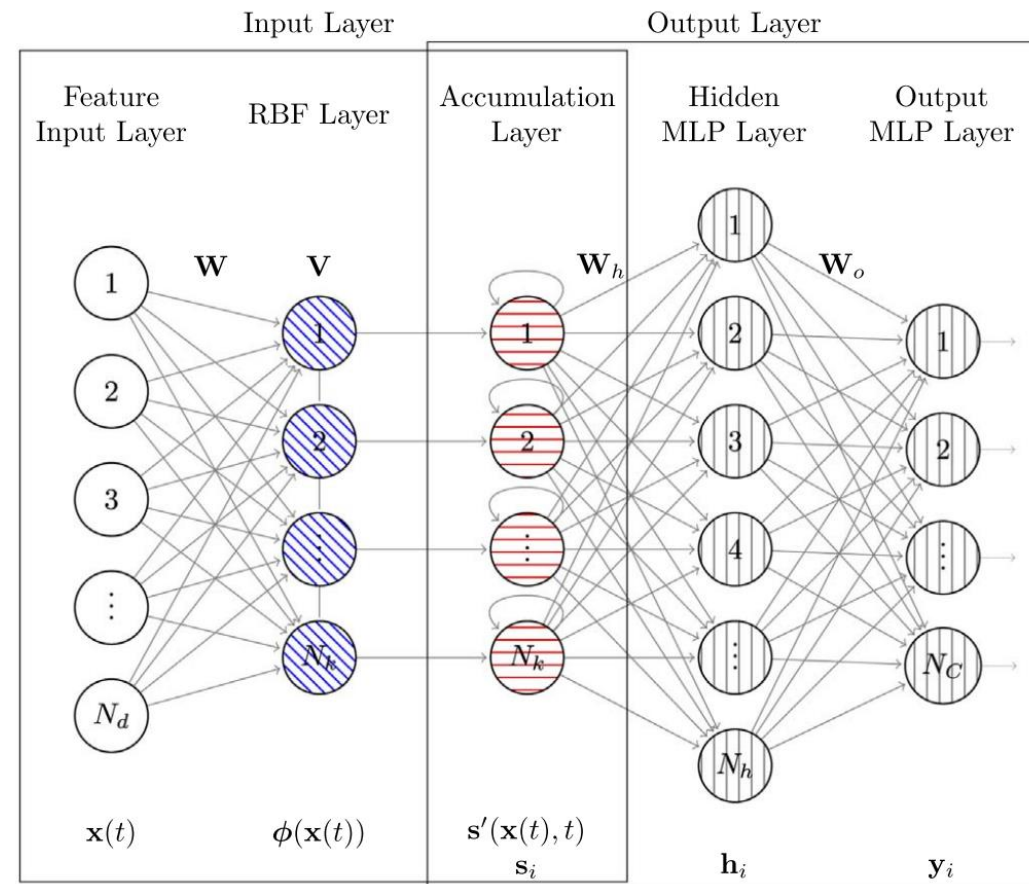 Input Layer
Output Layer
Feature
Input Layer
RBF Layer
Accumulation
Layer
Hidden
MLP Layer
Output
MLP Layer
W
V
W_h
W_o
1
2
3
⋮
N_d
1
2
⋮
N_k
1
2
⋮
N_k
1
2
3
4
⋮
N_h
1
2
⋮
N_C
x(t)
ϕ(x(t))
s′(x(t), t)
s_i
h_i
y_i